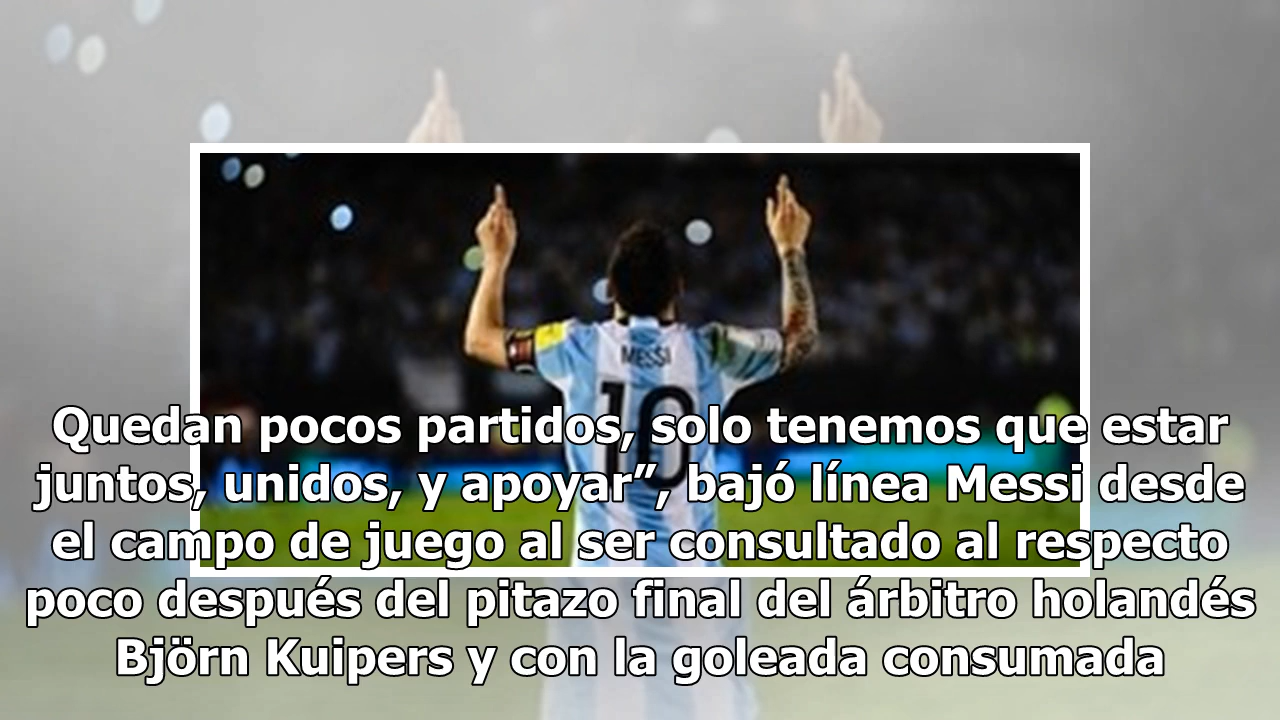 MESSI
10
Quedan pocos partidos, solo tenemos que estar
juntos, unidos, y apoyar”, bajó línea Messi desde
el campo de juego al ser consultado al respecto
poco después del pitazo final del árbitro holandés
Björn Kuipers y con la goleada consumada